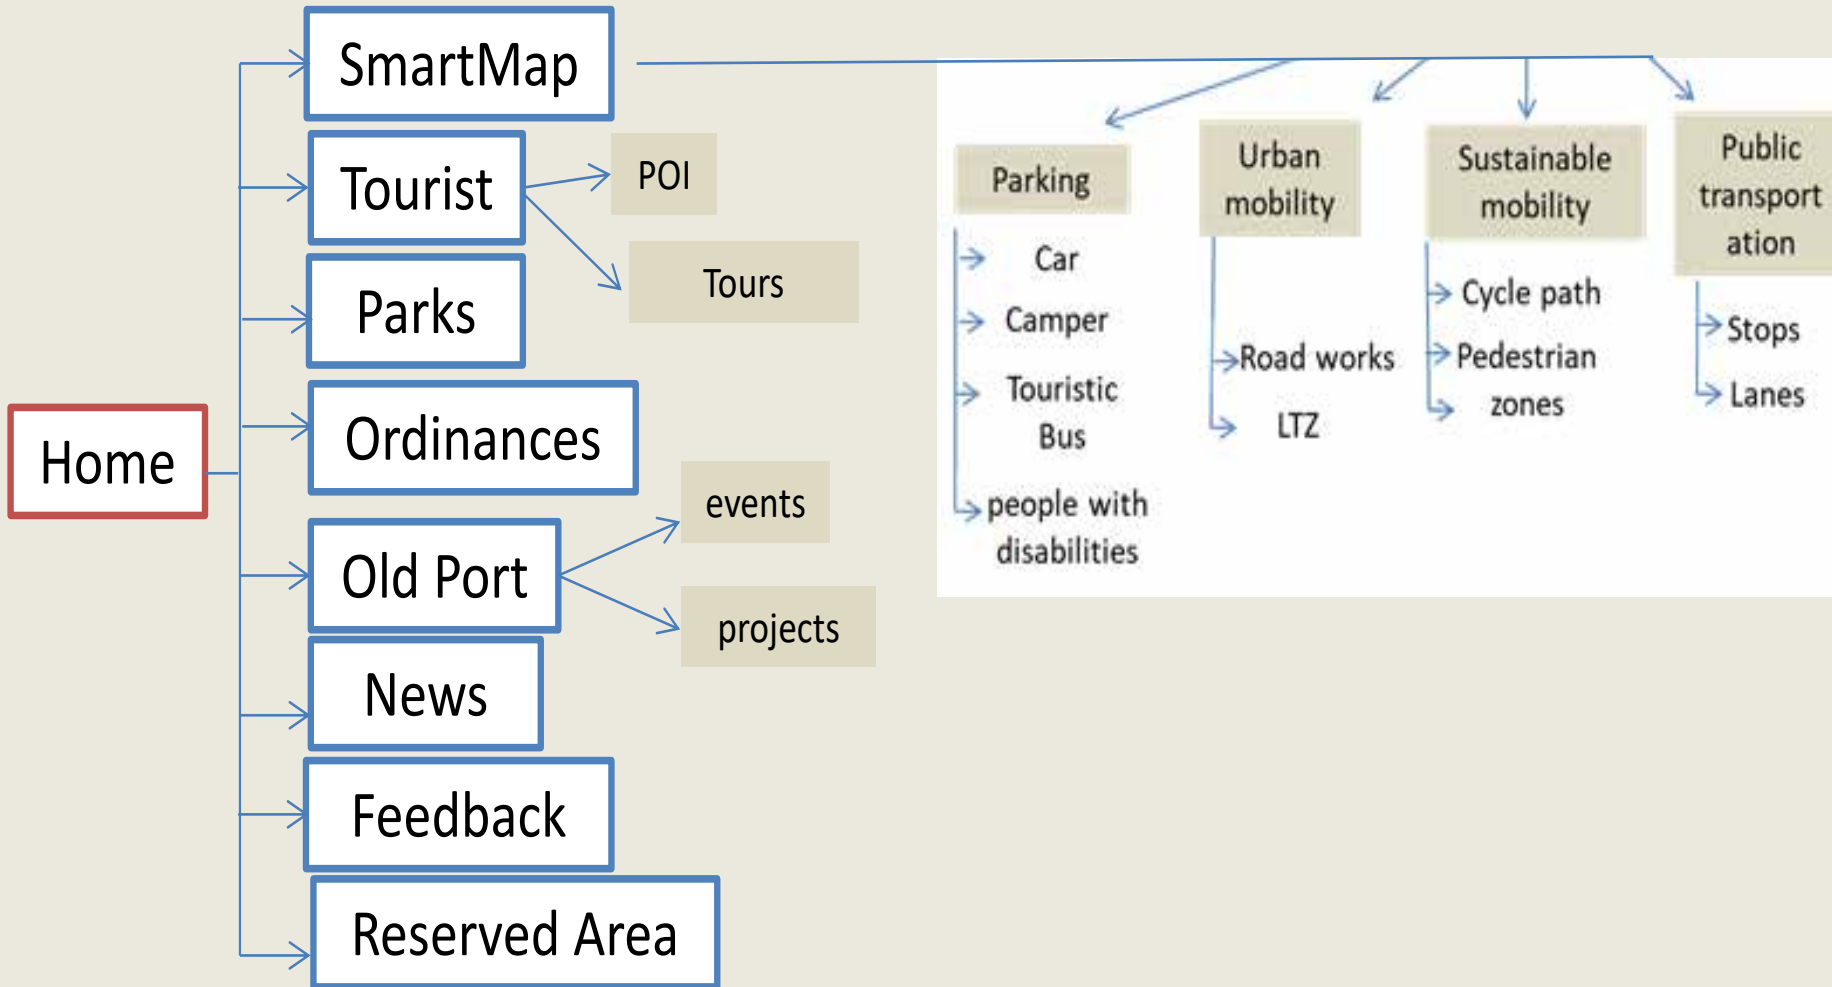 SmartMap
Tourist
POI
Tours
Parks
Ordinances
Home
Old Port
events
projects
News
Feedback
Reserved Area
Parking
Car
Camper
Touristic
Bus
people with
disabilities
Urban
mobility
Road works
LTZ
Sustainable
mobility
Cycle path
Pedestrian
zones
Public
transport
ation
Stops
Lanes